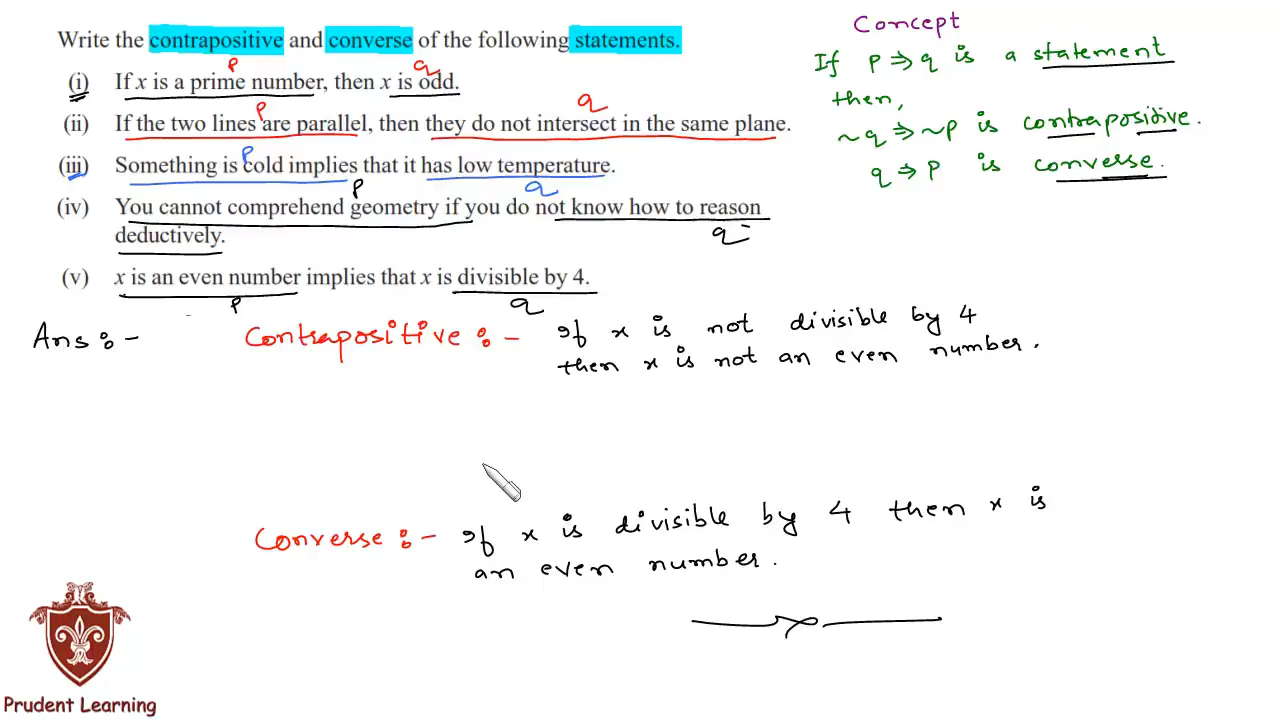 Write the contrapositive and converse of the following statements.
(i) If x is a prime number, then x is odd.
p q
(ii) If the two lines are parallel, then they do not intersect in the same plane.
p q
(iii) Something is cold implies that it has low temperature.
p q
(iv) You cannot comprehend geometry if you do not know how to reason
deductively.
p q
(v) x is an even number implies that x is divisible by 4.
p q
Concept
If p ⇒ q is a statement
then,
~q ⇒ ~p is contrapositive.
q ⇒ p is converse.
Ans :-
Contrapositive :- If x is not divisible by 4
then x is not an even number.
Converse :- If x is divisible by 4 then x is
an even number.
Prudent Learning